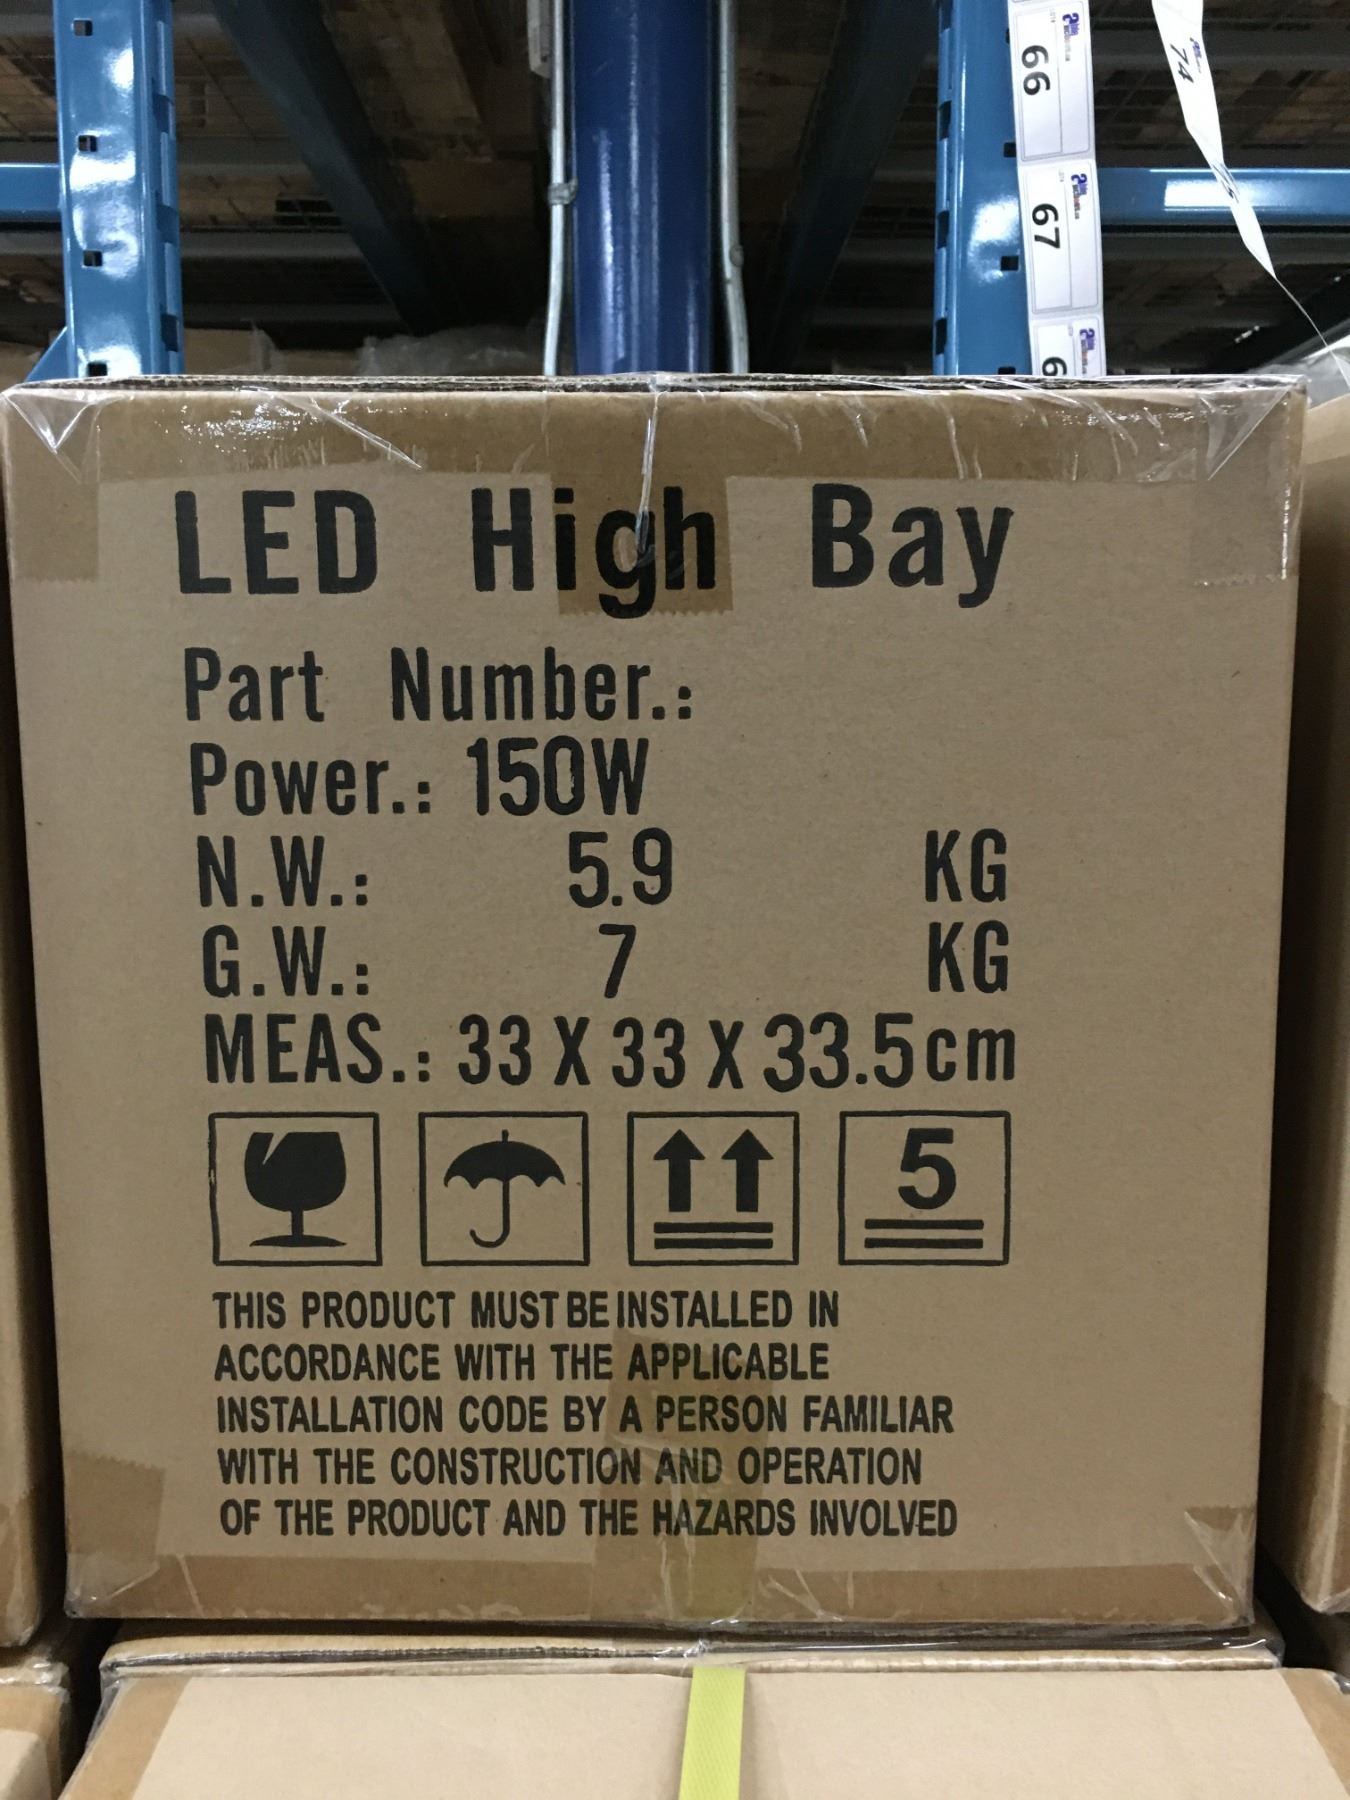 66
67
74
LED High Bay
Part Number.:
Power.: 150W
N.W.: 5.9 KG
G.W.: 7 KG
MEAS.: 33 X 33 X 33.5cm
5
THIS PRODUCT MUST BE INSTALLED IN
ACCORDANCE WITH THE APPLICABLE
INSTALLATION CODE BY A PERSON FAMILIAR
WITH THE CONSTRUCTION AND OPERATION
OF THE PRODUCT AND THE HAZARDS INVOLVED